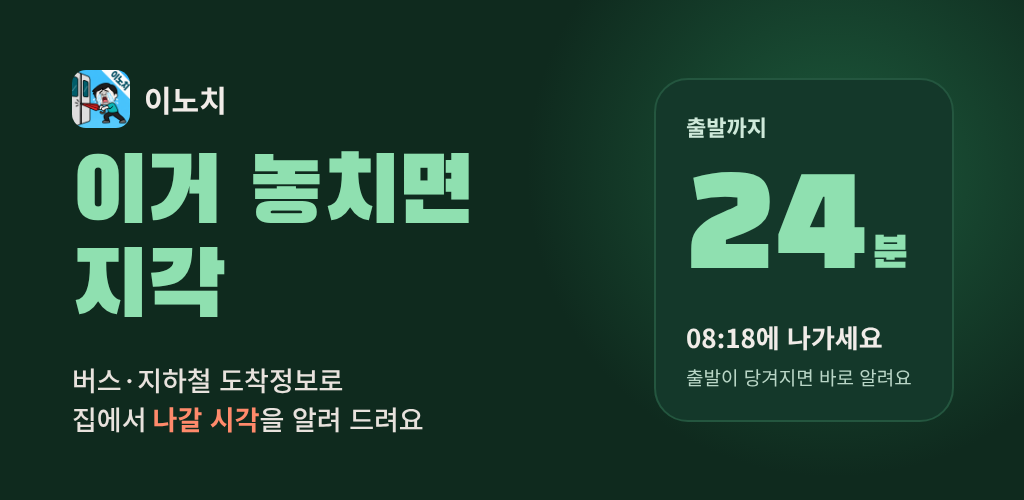 이노치
이노치
이거 놓치면
지각
버스·지하철 도착정보로
집에서 나갈 시각을 알려 드려요
출발까지
24분
08:18에 나가세요
출발이 당겨지면 바로 알려요